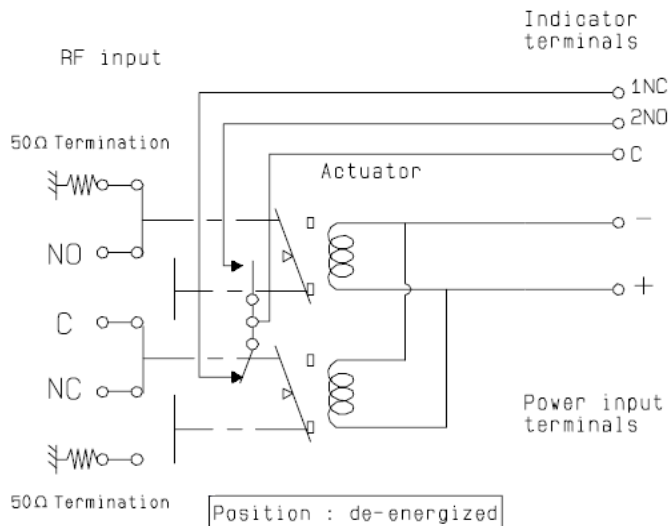 Indicator
terminals
RF input
1NC
2NO
C
50Ω Termination
Actuator
NO
-
+
C
NC
Power input
terminals
50Ω Termination
Position : de-energized